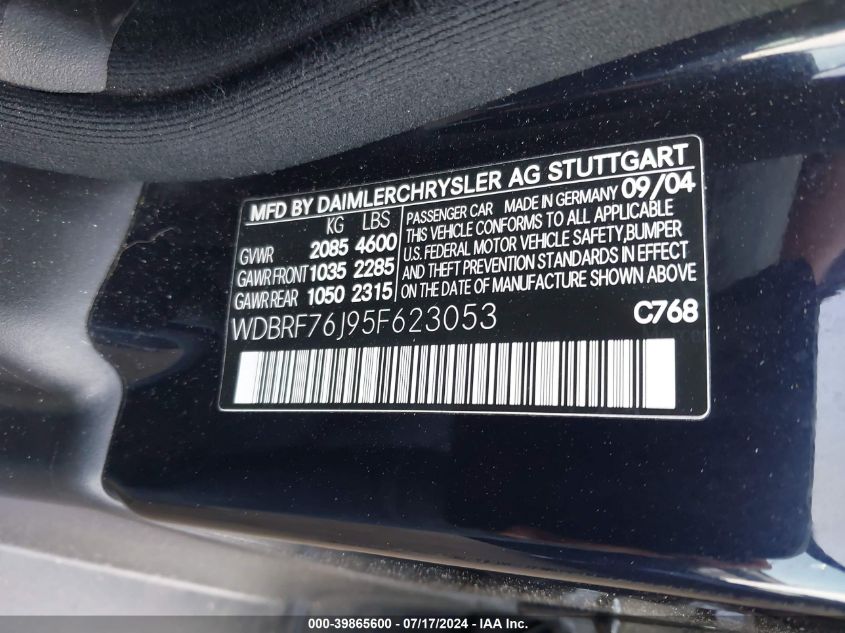 MFD BY DAIMLERCHRYSLER AG STUTTGART
KG LBS
GVWR 2085 4600
GAWR FRONT 1035 2285
GAWR REAR 1050 2315
PASSENGER CAR MADE IN GERMANY 09/04
THIS VEHICLE CONFORMS TO ALL APPLICABLE
U.S. FEDERAL MOTOR VEHICLE SAFETY,BUMPER
AND THEFT PREVENTION STANDARDS IN EFFECT
ON THE DATE OF MANUFACTURE SHOWN ABOVE
WDBRF76J95F623053 C768
000-39865600 - 07/17/2024 - IAA Inc.